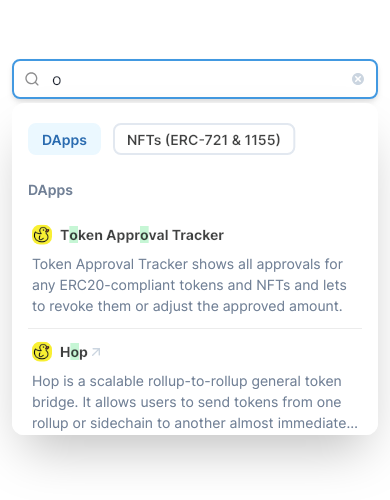 o
DApps
NFTs (ERC-721 & 1155)
DApps
Token Approval Tracker
Token Approval Tracker shows all approvals for
any ERC20-compliant tokens and NFTs and lets
to revoke them or adjust the approved amount.
Hop
Hop is a scalable rollup-to-rollup general token
bridge. It allows users to send tokens from one
rollup or sidechain to another almost immediate...